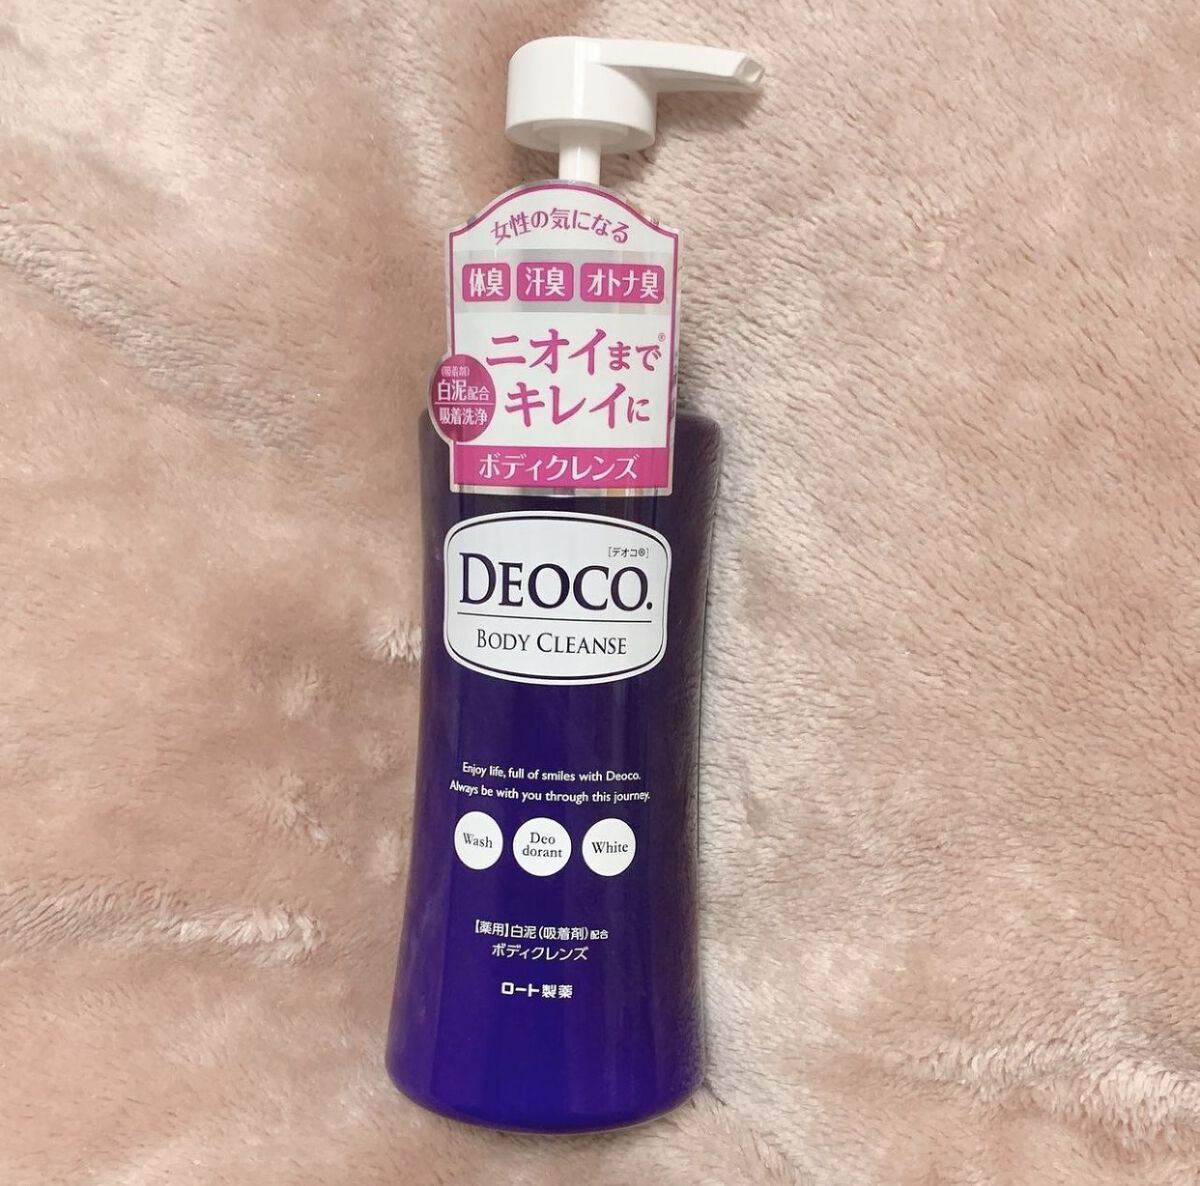 女性の気になる
体臭 汗臭 オトナ臭
ニオイまで®
キレイに
(吸着剤)
白泥配合
吸着洗浄
ボディクレンズ
[デオコ®]
DEOCO.
BODY CLEANSE
Enjoy life, full of smiles with Deoco.
Always be with you through this journey.
Wash
Deo
dorant
White
【薬用】白泥(吸着剤)配合
ボディクレンズ
ロート製薬